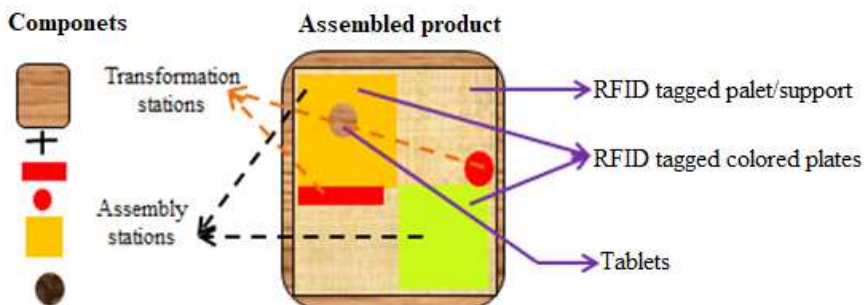 Componets
Assembled product
Transformation
stations
RFID tagged palet/support
RFID tagged colored plates
Assembly
stations
Tablets